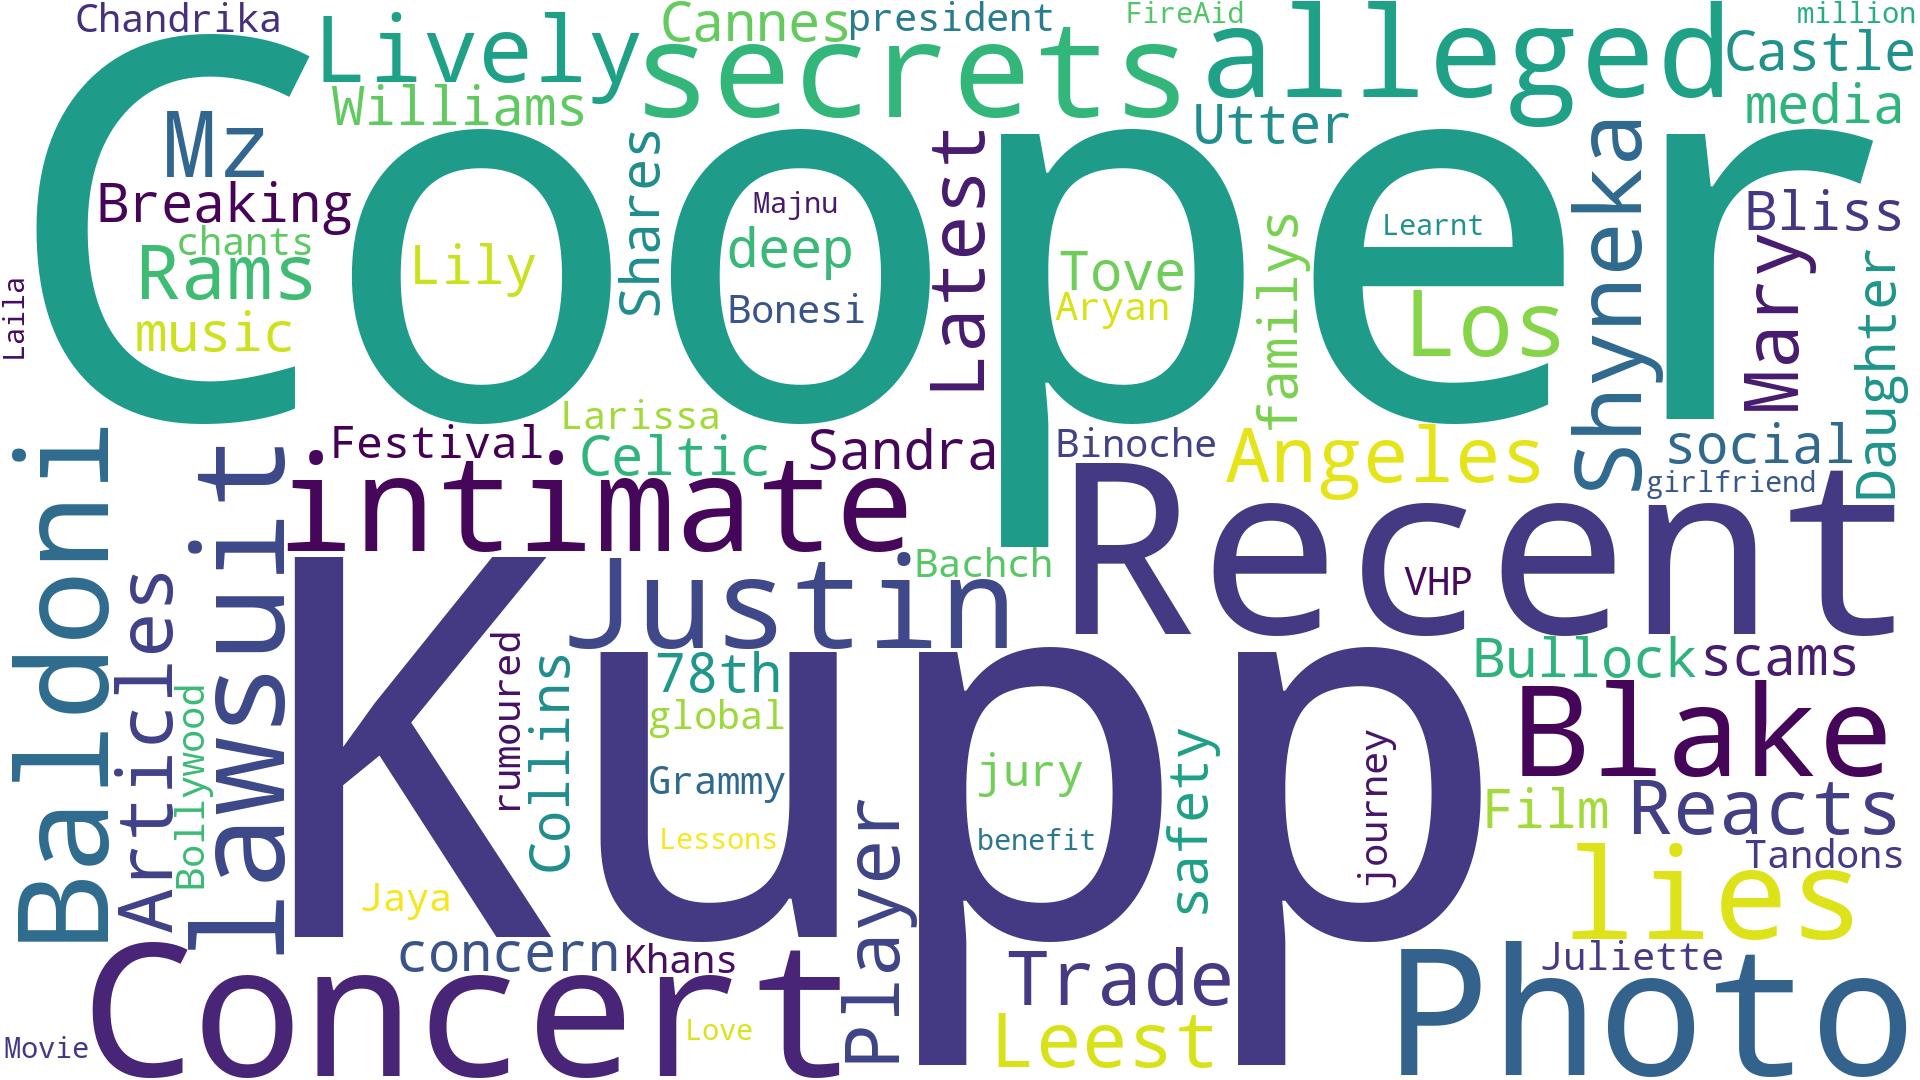 Chandrika
Lively
Cannes
president
FireAid
million
secrets
alleged
Castle
Williams
media
Cooper
Mz
Utter
Shares
Latest
Shyneka
Breaking
Majnu
Bliss
chants
Rams
Lily
deep
familys
Learnt
Tove
Mary
Laila
music
Bonesi
Aryan
Los
Daughter
Larissa
Festival
Celtic
Sandra
Binoche
Angeles
social
girlfriend
Baldoni
lawsuit
intimate
Recent
Justin
Bachch
VHP
Articles
Kupp
rumoured
Collins
78th
Bullock
scams
Bollywood
global
Blake
Grammy
jury
safety
journey
Film
Reacts
Lessons
benefit
Player
lies
Tandons
Jaya
concern
Khans
Trade
Juliette
Concert
Photo
Love
Leest
Movie